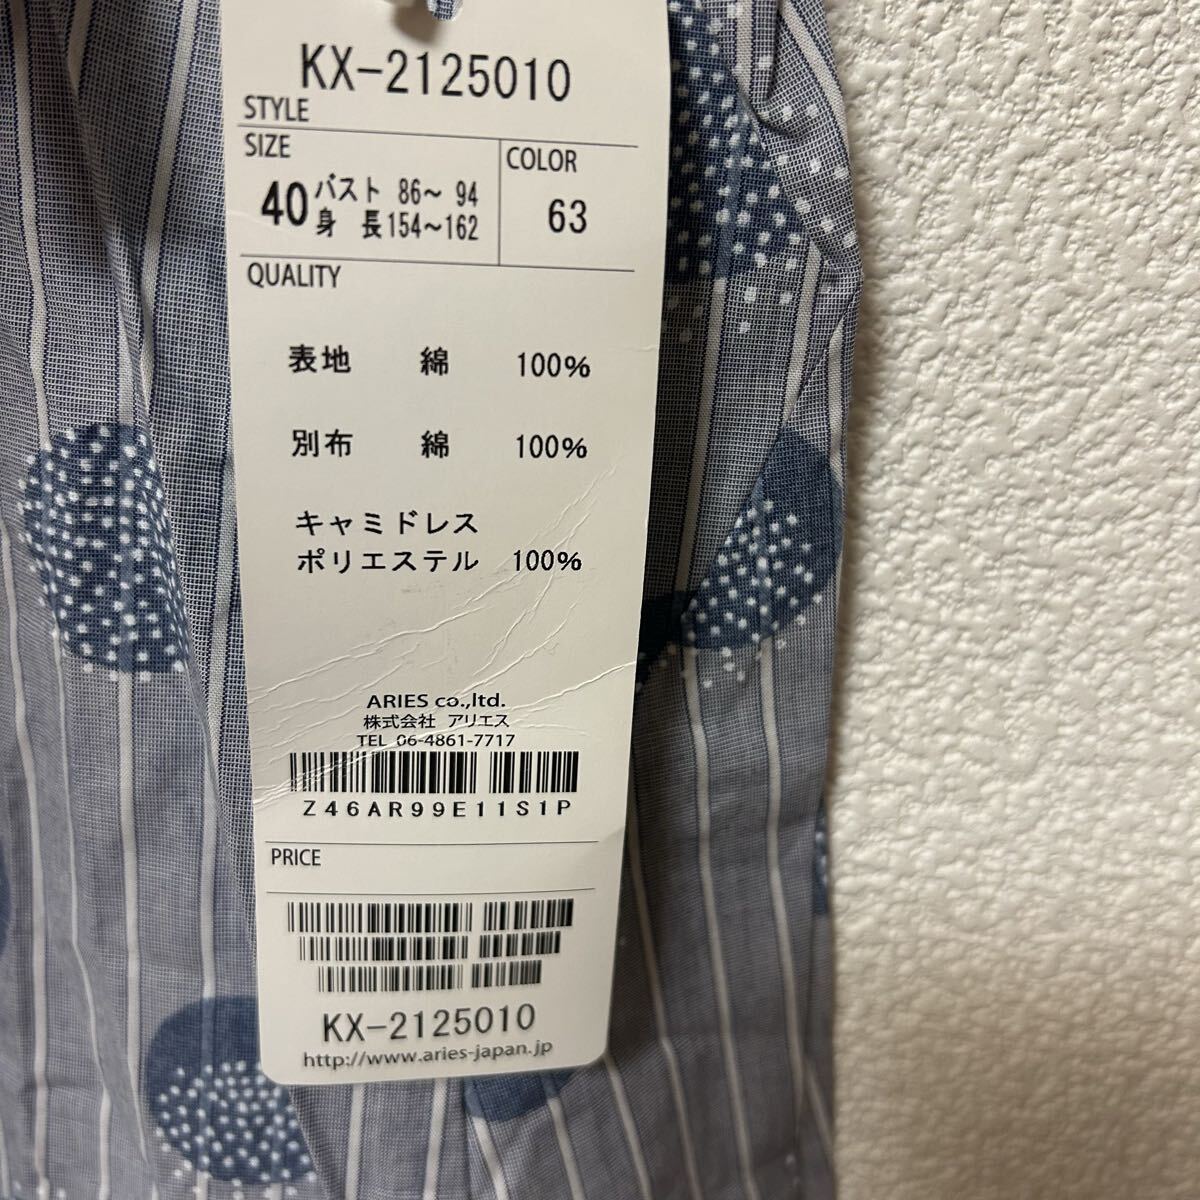 KX-2125010
STYLE
SIZE
COLOR
40 バスト 86〜 94
身 長 154〜162
63
QUALITY
表地 綿 100%
別布 綿 100%
キャミドレス
ポリエステル 100%
ARIES co.,ltd.
株式会社 アリエス
TEL 06-4861-7717
Z46AR99E11S1P
PRICE
KX-2125010
http://www.aries-japan.jp